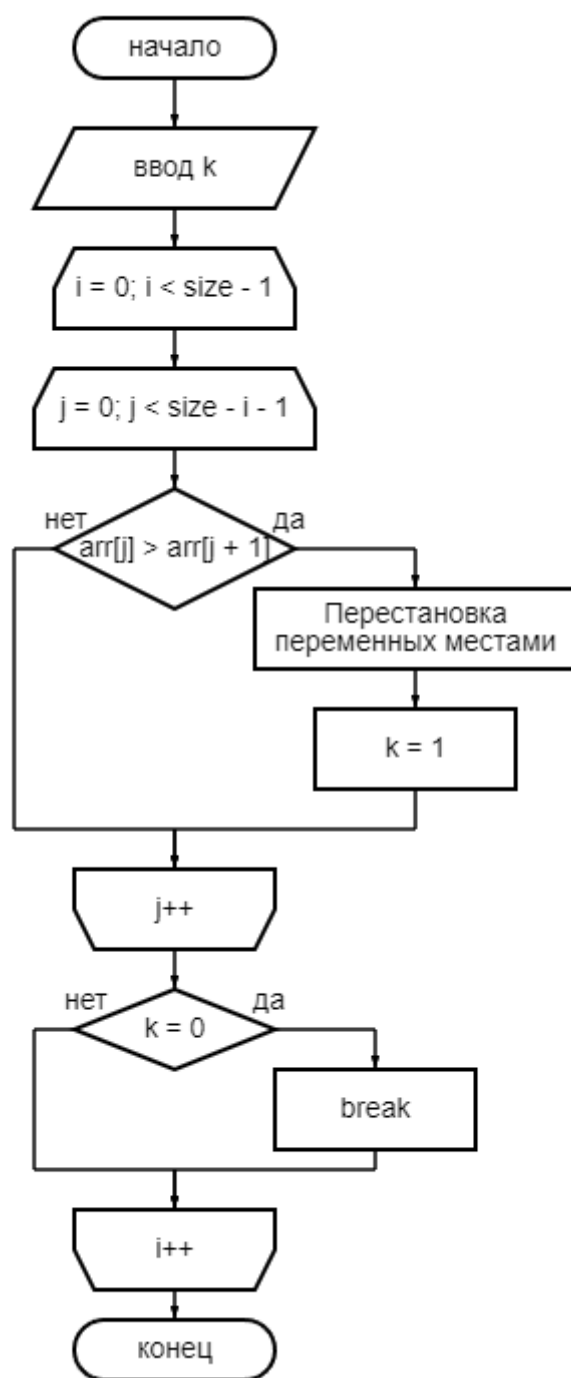 начало
ввод k
i = 0; i < size - 1
j = 0; j < size - i - 1
нет
да
arr[j] > arr[j + 1]
Перестановка
переменных местами
k = 1
j++
нет
да
k = 0
break
i++
конец